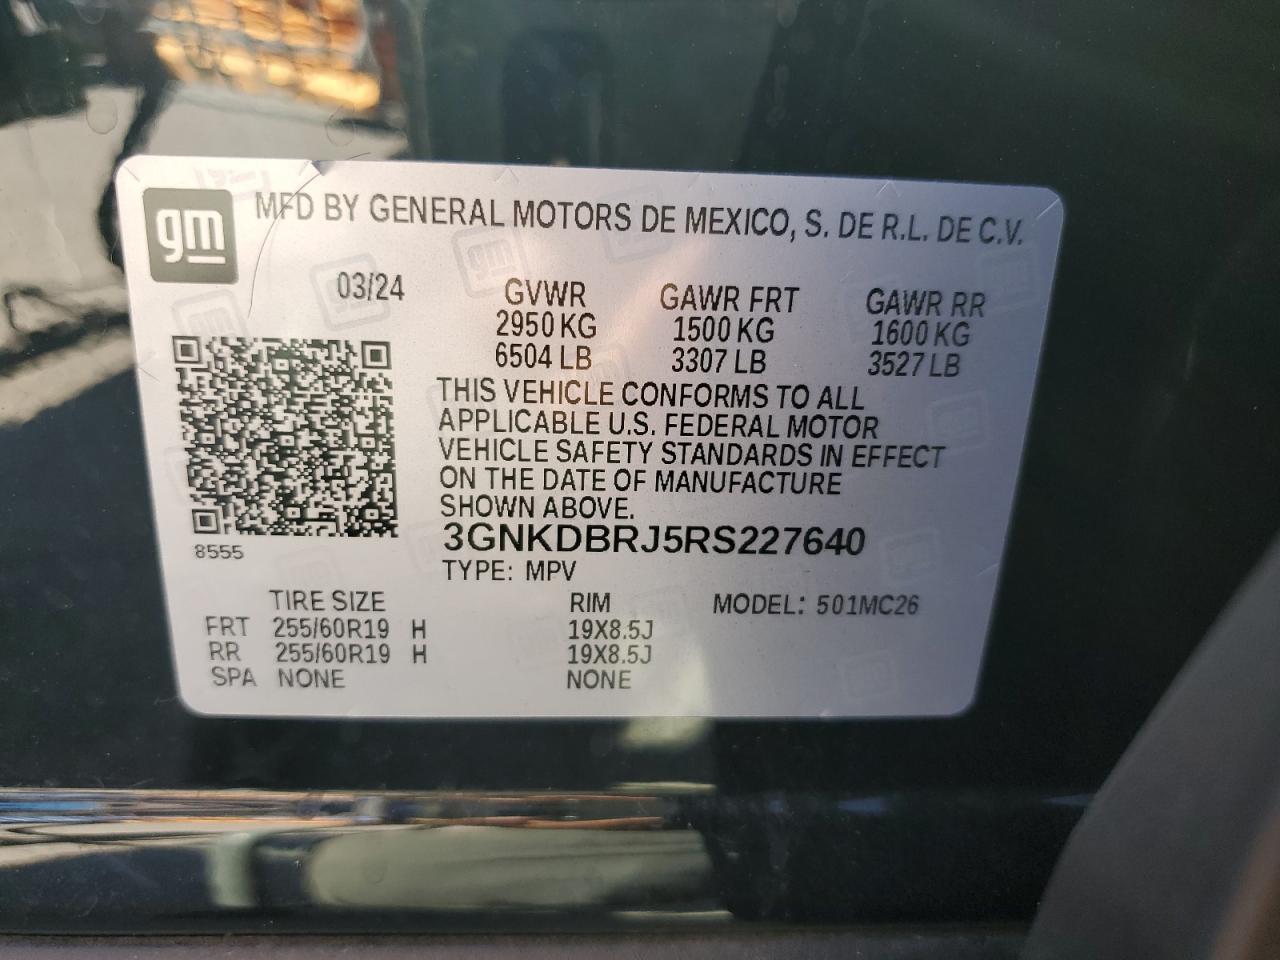 gm MFD BY GENERAL MOTORS DE MEXICO, S. DE R.L. DE C.V.
03/24 GVWR GAWR FRT GAWR RR
2950 KG 1500 KG 1600 KG
6504 LB 3307 LB 3527 LB
THIS VEHICLE CONFORMS TO ALL
APPLICABLE U.S. FEDERAL MOTOR
VEHICLE SAFETY STANDARDS IN EFFECT
ON THE DATE OF MANUFACTURE
SHOWN ABOVE.
3GNKDBRJ5RS227640
8555
TYPE: MPV
TIRE SIZE RIM MODEL: 501MC26
FRT 255/60R19 H 19X8.5J
RR 255/60R19 H 19X8.5J
SPA NONE NONE